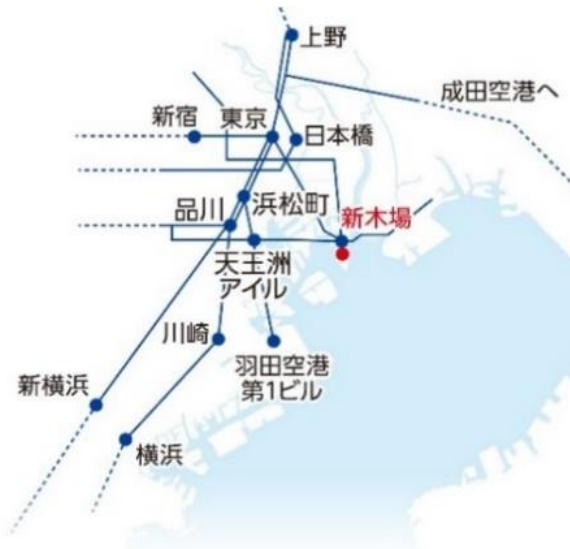 上野
成田空港へ
新宿
東京
日本橋
品川
浜松町
新木場
天王洲
アイル
川崎
羽田空港
第1ビル
新横浜
横浜